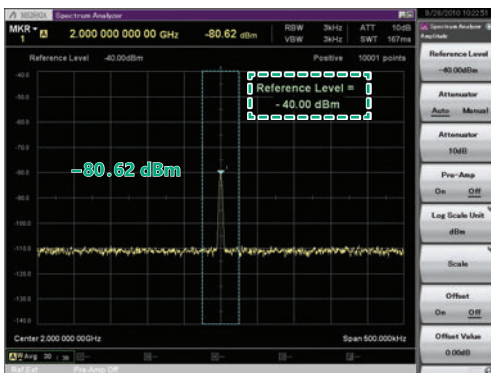 MS2692A Spectrum Analyzer
9/28/2010 10:22:51
MKR
1
A
2.000 000 000 00 GHz
-80.62 dBm
RBW 3kHz
VBW 3kHz
ATT 10dB
SWT 167ms
Reference Level -40.00dBm
Positive 10001 points
Reference Level =
- 40.00 dBm
−80.62 dBm
-40.0
-60.0
-70.0
-80.0
-90.0
-100.0
-110.0
-120.0
-130.0
-140.0
Center 2.000 000 00GHz
Span 500.000kHz
Avg 30 : 30
Ref.Ext Pre-Amp Off
Spectrum Analyzer
Amplitude
Reference Level
-40.00dBm
Attenuator
Auto Manual
Attenuator
10dB
Pre-Amp
On Off
Log Scale Unit
dBm
Scale
Offset
On Off
Offset Value
0.00dB